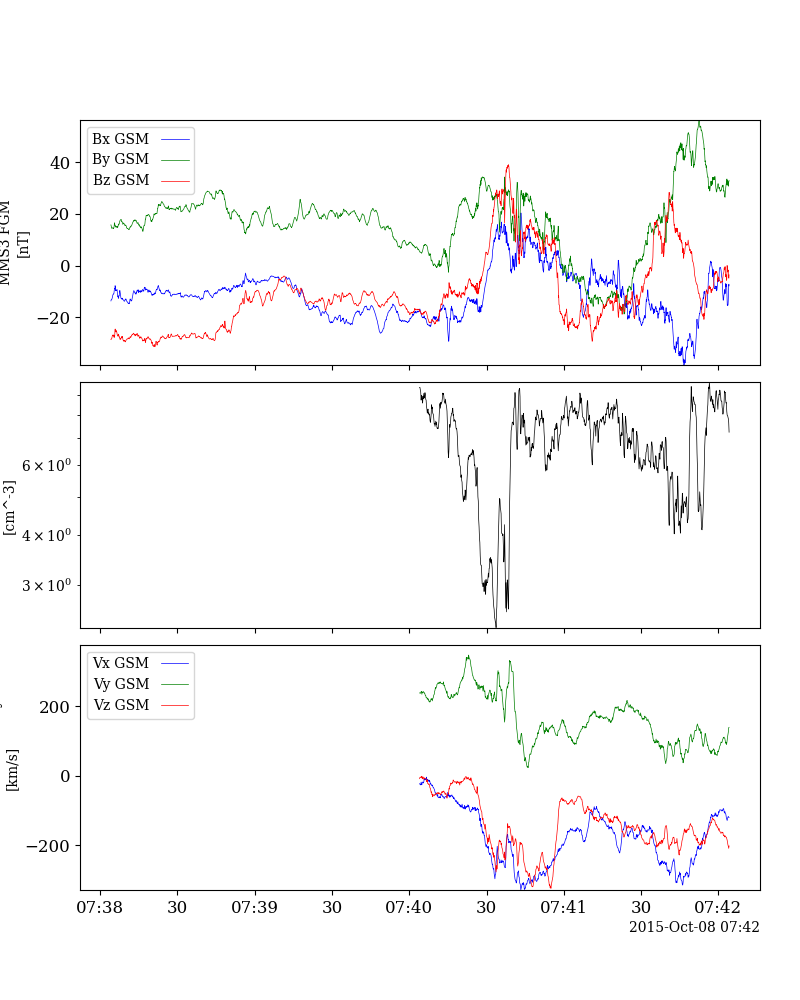 Bx GSM
By GSM
Bz GSM
40
20
0
−20
MMS3 FGM
[nT]
6 × 10⁰
4 × 10⁰
3 × 10⁰
[cm^-3]
Vx GSM
Vy GSM
Vz GSM
200
0
−200
[km/s]
07:38
30
07:39
30
07:40
30
07:41
30
07:42
2015-Oct-08 07:42